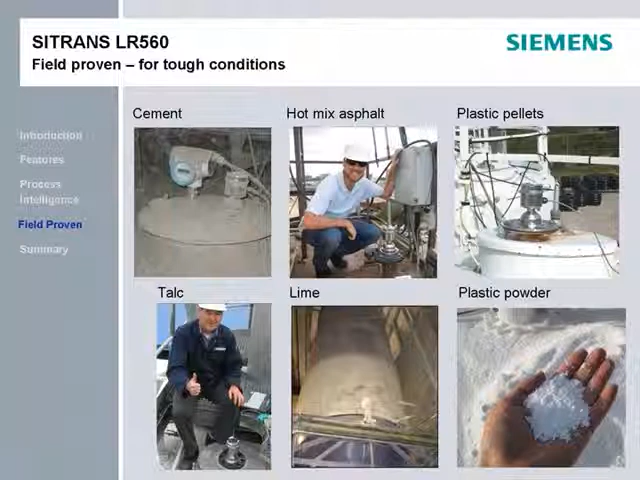 SITRANS LR560
SIEMENS
Field proven – for tough conditions
Introduction
Features
Process
Intelligence
Field Proven
Summary
Cement
Hot mix asphalt
Plastic pellets
Talc
Lime
Plastic powder